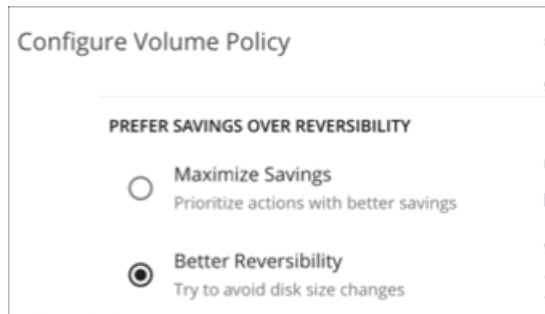 Configure Volume Policy
PREFER SAVINGS OVER REVERSIBILITY
Maximize Savings
Prioritize actions with better savings
Better Reversibility
Try to avoid disk size changes